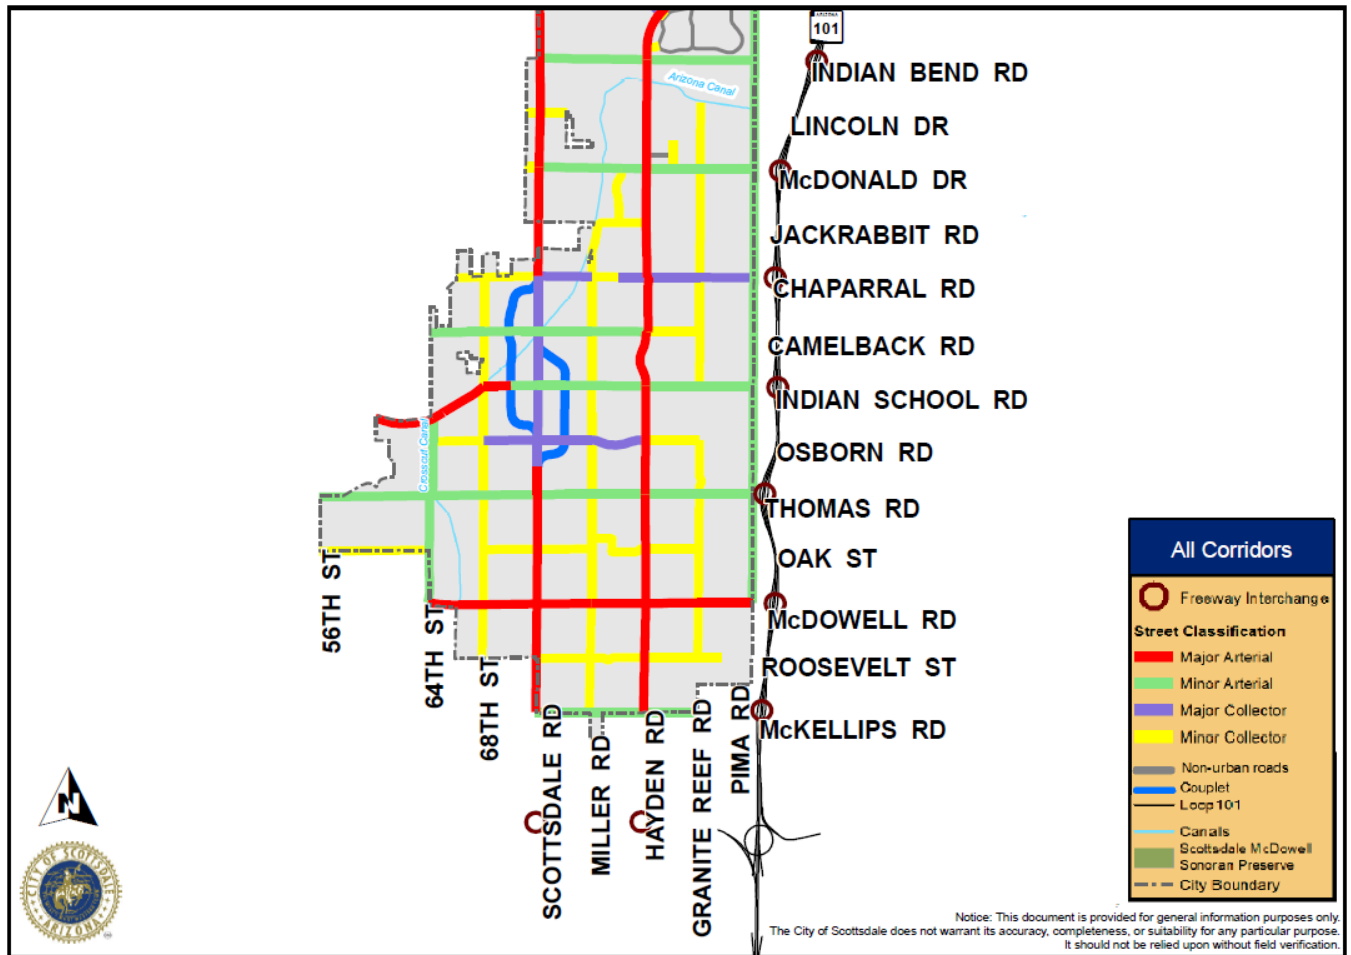 ARIZONA
101
INDIAN BEND RD
Arizona Canal
LINCOLN DR
McDONALD DR
JACKRABBIT RD
CHAPARRAL RD
CAMELBACK RD
INDIAN SCHOOL RD
Crosscut Canal
OSBORN RD
THOMAS RD
OAK ST
56TH ST
64TH ST
McDOWELL RD
ROOSEVELT ST
68TH ST
SCOTTSDALE RD
MILLER RD
HAYDEN RD
GRANITE REEF RD
PIMA RD
McKELLIPS RD
All Corridors
Freeway Interchange
Street Classification
Major Arterial
Minor Arterial
Major Collector
Minor Collector
Non-urban roads
Couplet
Loop 101
Canals
Scottsdale McDowell
Sonoran Preserve
City Boundary
N
CITY OF SCOTTSDALE
ARIZONA
Notice: This document is provided for general information purposes only.
The City of Scottsdale does not warrant its accuracy, completeness, or suitability for any particular purpose.
It should not be relied upon without field verification.